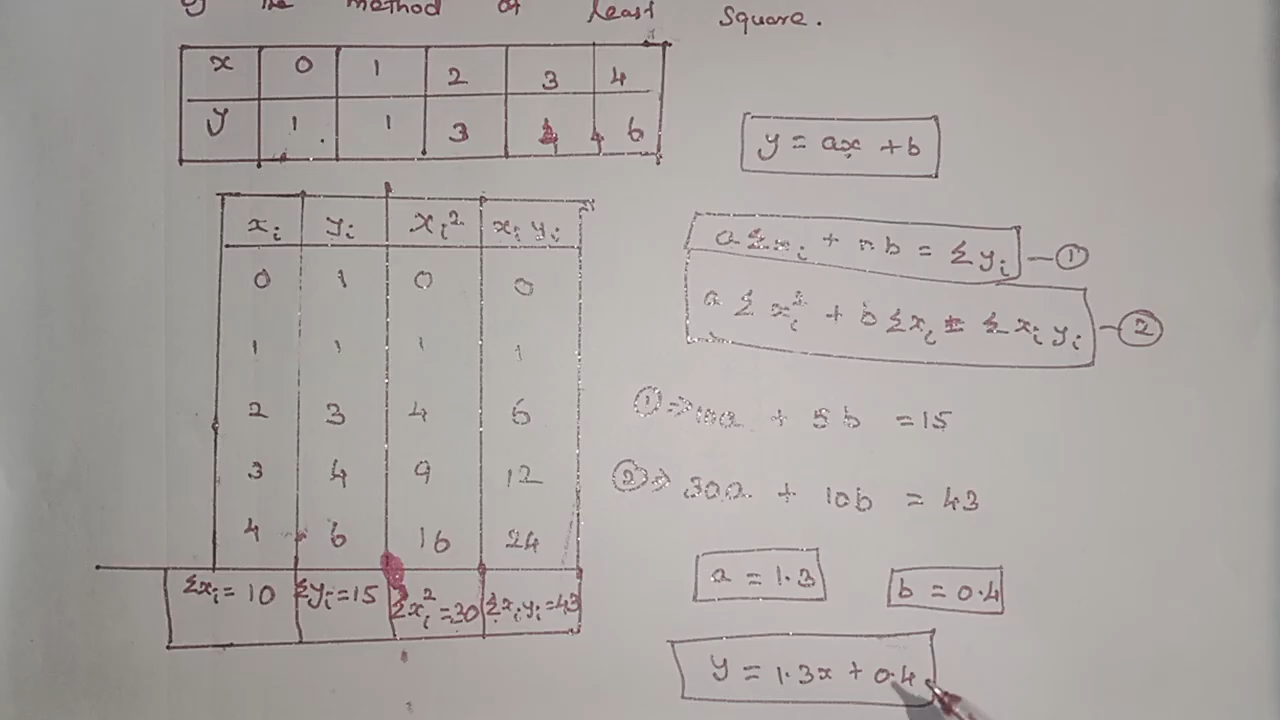 by the method of least square.
x 0 1 2 3 4
y 1 1 3 4 6
y = ax + b
xᵢ yᵢ xᵢ² xᵢyᵢ
0 1 0 0
1 1 1 1
2 3 4 6
3 4 9 12
4 6 16 24
Σxᵢ = 10 Σyᵢ = 15 Σxᵢ² = 30 Σxᵢyᵢ = 43
aΣxᵢ + nb = Σyᵢ — ①
aΣxᵢ² + bΣxᵢ = Σxᵢyᵢ — ②
① ⇒ 10a + 5b = 15
② ⇒ 30a + 10b = 43
a = 1.3 b = 0.4
y = 1.3x + 0.4